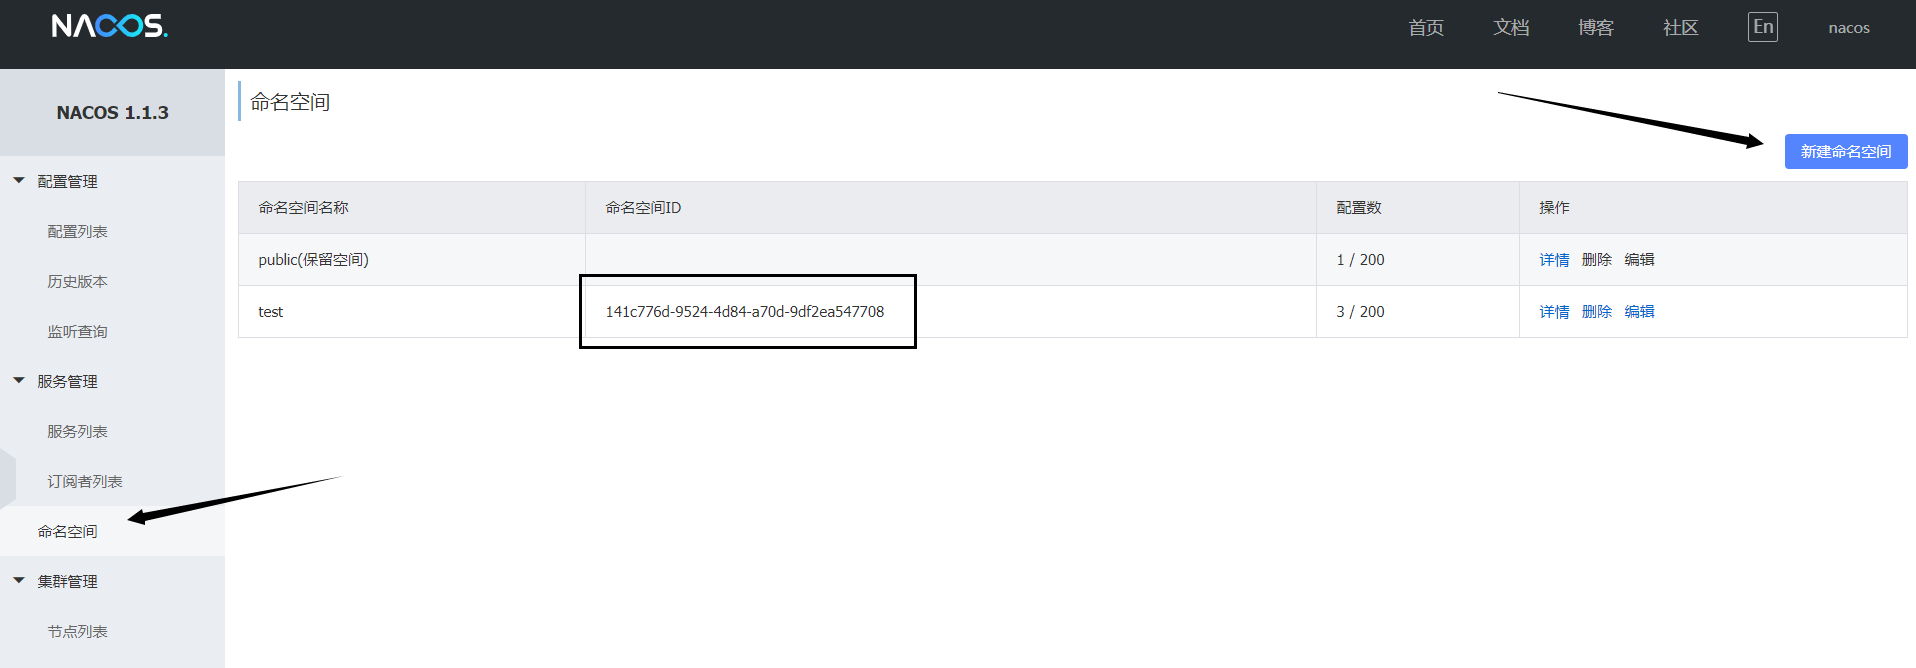 NACOS.
首页 文档 博客 社区 En nacos
NACOS 1.1.3
配置管理
配置列表
历史版本
监听查询
服务管理
服务列表
订阅者列表
命名空间
集群管理
节点列表
命名空间
新建命名空间
命名空间名称 命名空间ID 配置数 操作
public(保留空间) 1 / 200 详情 删除 编辑
test 141c776d-9524-4d84-a70d-9df2ea547708 3 / 200 详情 删除 编辑